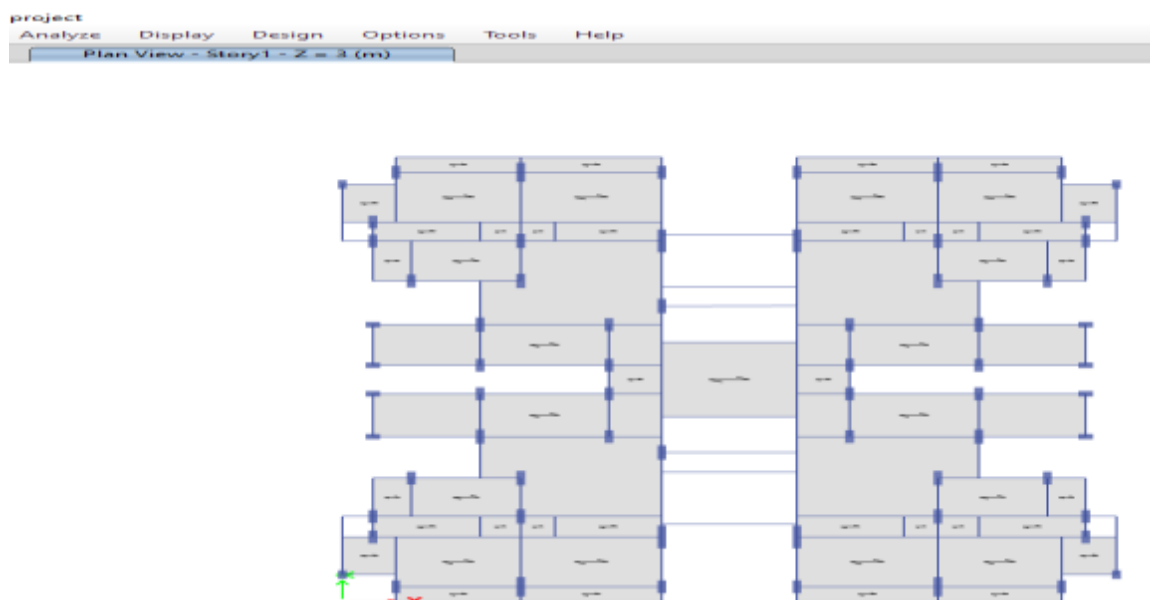 project
Analyze Display Design Options Tools Help
Plan View - Story1 - Z = 3 (m)
X